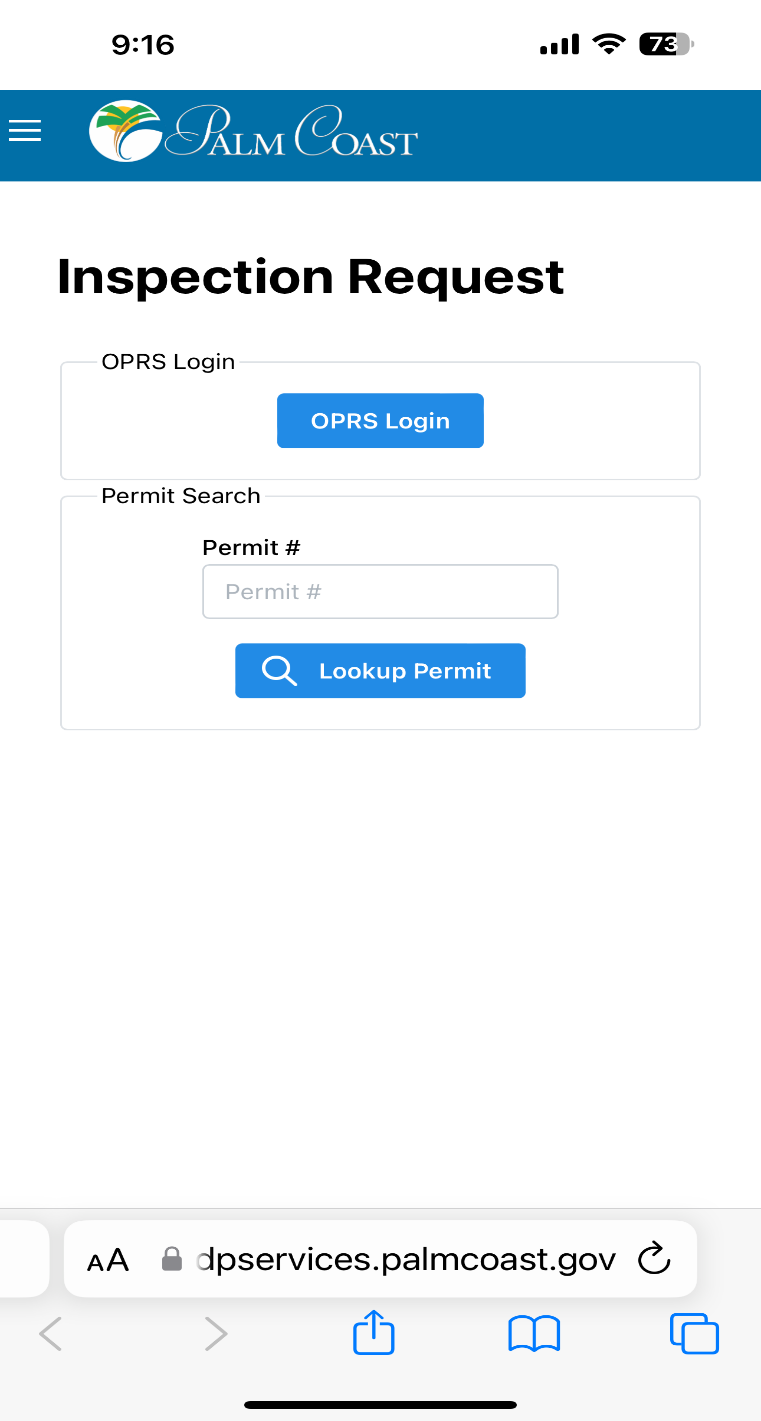 9:16
73
PALM COAST
Inspection Request
OPRS Login
OPRS Login
Permit Search
Permit #
Permit #
Lookup Permit
AA dpservices.palmcoast.gov